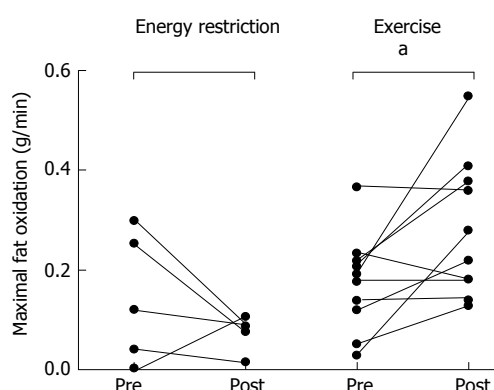 Energy restriction
Exercise
a
Maximal fat oxidation (g/min)
0.6
0.4
0.2
0.0
Pre
Post
Pre
Post